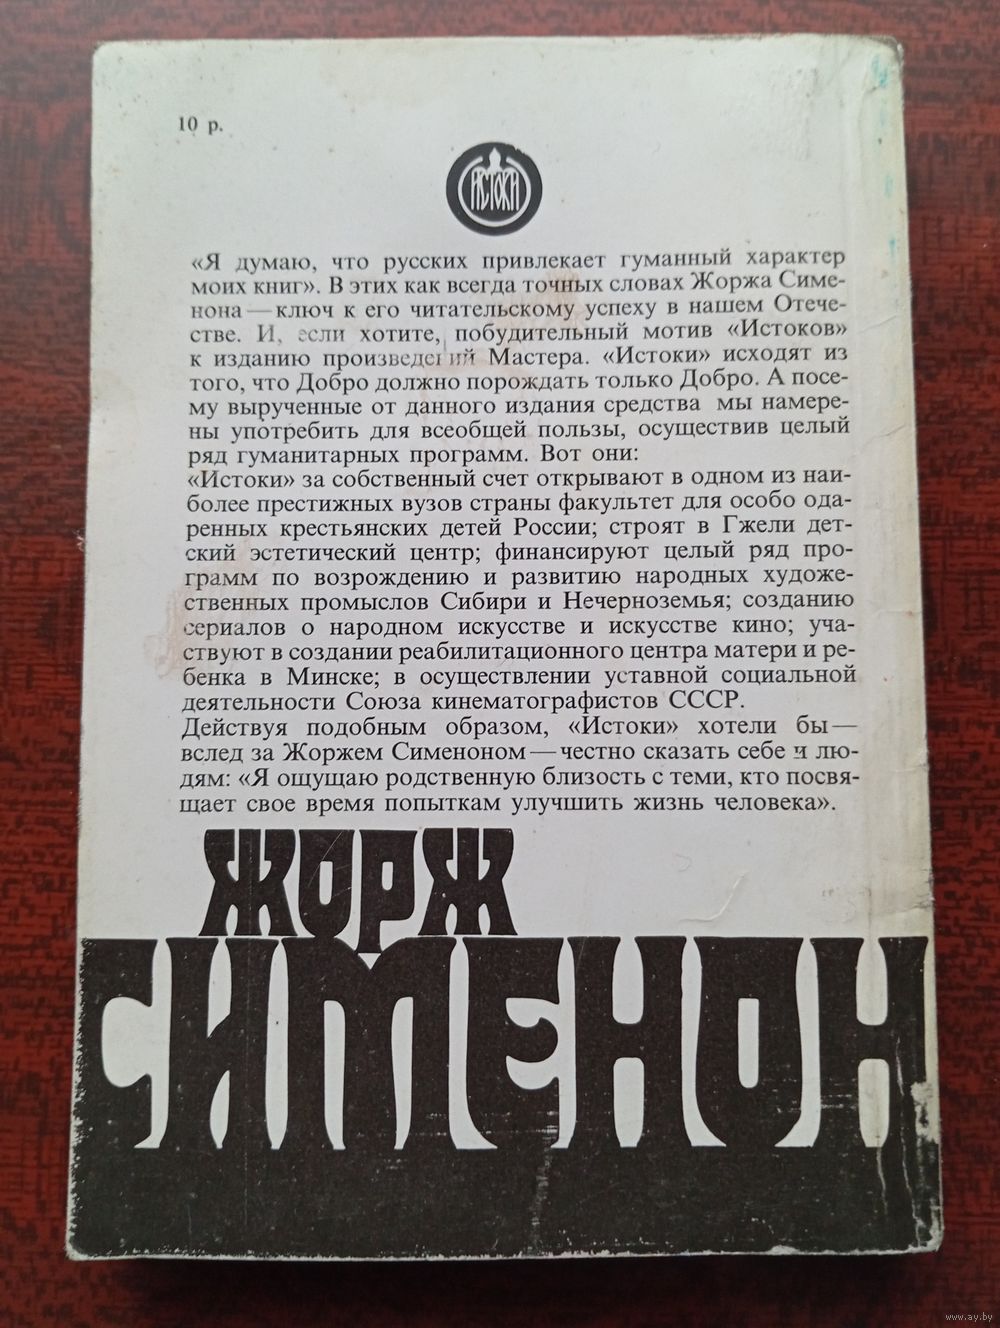 10 р.
ИСТОКИ
«Я думаю, что русских привлекает гуманный характер
моих книг». В этих как всегда точных словах Жоржа Симе-
нона — ключ к его читательскому успеху в нашем Отече-
стве. И, если хотите, побудительный мотив «Истоков»
к изданию произведений Мастера. «Истоки» исходят из
того, что Добро должно порождать только Добро. А посе-
му вырученные от данного издания средства мы намере-
ны употребить для всеобщей пользы, осуществив целый
ряд гуманитарных программ. Вот они:
«Истоки» за собственный счет открывают в одном из наи-
более престижных вузов страны факультет для особо ода-
ренных крестьянских детей России; строят в Гжели дет-
ский эстетический центр; финансируют целый ряд про-
грамм по возрождению и развитию народных художе-
ственных промыслов Сибири и Нечерноземья; созданию
сериалов о народном искусстве и искусстве кино; уча-
ствуют в создании реабилитационного центра матери и ре-
бенка в Минске; в осуществлении уставной социальной
деятельности Союза кинематографистов СССР.
Действуя подобным образом, «Истоки» хотели бы —
вслед за Жоржем Сименоном — честно сказать себе и лю-
дям: «Я ощущаю родственную близость с теми, кто посвя-
щает свое время попыткам улучшить жизнь человека».
ЖОРЖ
СИМЕНОН
www.ay.by